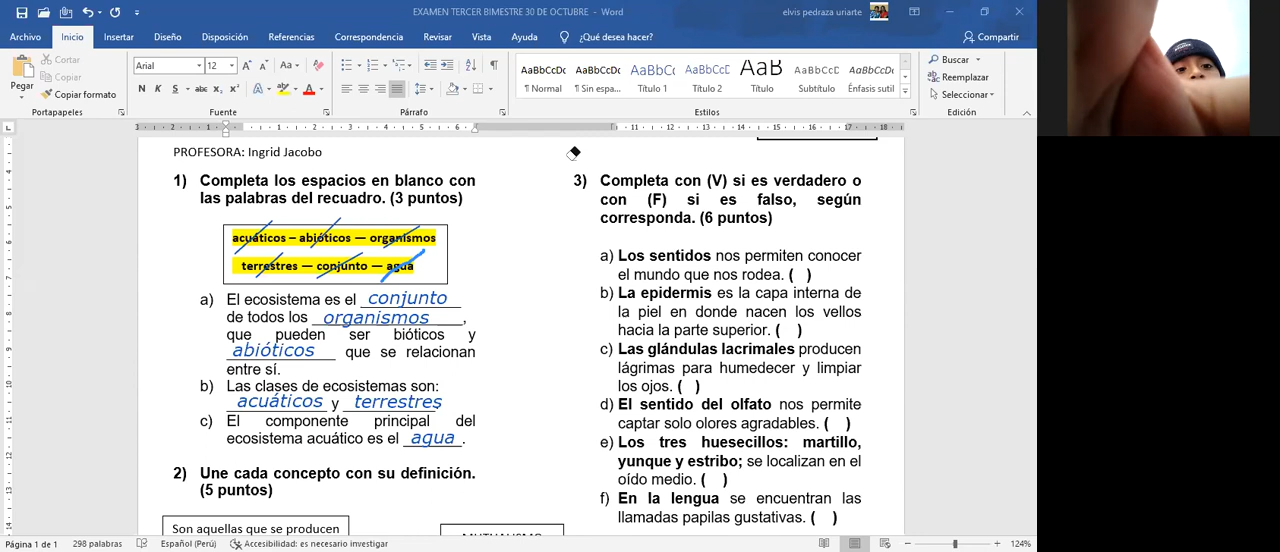 EXAMEN TERCER BIMESTRE 30 DE OCTUBRE - Word
elvis pedraza uriarte
Archivo Inicio Insertar Diseño Disposición Referencias Correspondencia Revisar Vista Ayuda ¿Qué desea hacer? Compartir
Pegar
Cortar
Copiar
Copiar formato
Portapapeles
Arial 12
N K S abc x₂ x²
Fuente
Párrafo
AaBbCcDc AaBbCcDc AaBbCc AaBbCcE AaB AaBbCcD AaBbCcDc
¶ Normal ¶ Sin espa... Título 1 Título 2 Título Subtítulo Énfasis sutil
Estilos
Buscar
Reemplazar
Seleccionar
Edición
PROFESORA: Ingrid Jacobo
1) Completa los espacios en blanco con
las palabras del recuadro. (3 puntos)
acuáticos – abióticos — organismos
terrestres — conjunto — agua
a) El ecosistema es el conjunto
de todos los organismos,
que pueden ser bióticos y
abióticos que se relacionan
entre sí.
b) Las clases de ecosistemas son:
acuáticos y terrestres
c) El componente principal del
ecosistema acuático es el agua.
2) Une cada concepto con su definición.
(5 puntos)
Son aquellas que se producen
MUTUALISMO
3) Completa con (V) si es verdadero o
con (F) si es falso, según
corresponda. (6 puntos)
a) Los sentidos nos permiten conocer
el mundo que nos rodea. ( )
b) La epidermis es la capa interna de
la piel en donde nacen los vellos
hacia la parte superior. ( )
c) Las glándulas lacrimales producen
lágrimas para humedecer y limpiar
los ojos. ( )
d) El sentido del olfato nos permite
captar solo olores agradables. ( )
e) Los tres huesecillos: martillo,
yunque y estribo; se localizan en el
oído medio. ( )
f) En la lengua se encuentran las
llamadas papilas gustativas. ( )
Página 1 de 1 298 palabras Español (Perú) Accesibilidad: es necesario investigar 124%